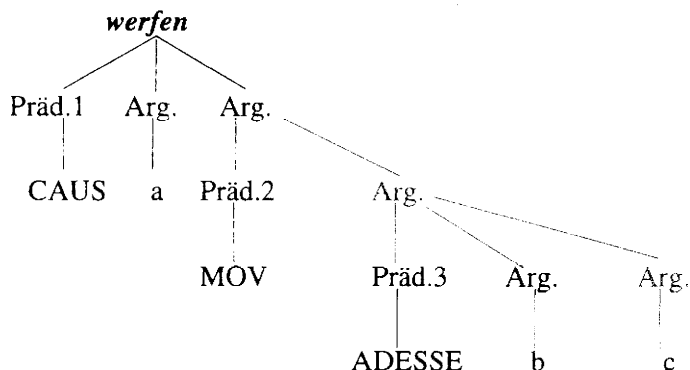 werfen
Präd.1 Arg. Arg.
CAUS a Präd.2 Arg.
MOV Präd.3 Arg. Arg.
ADESSE b c